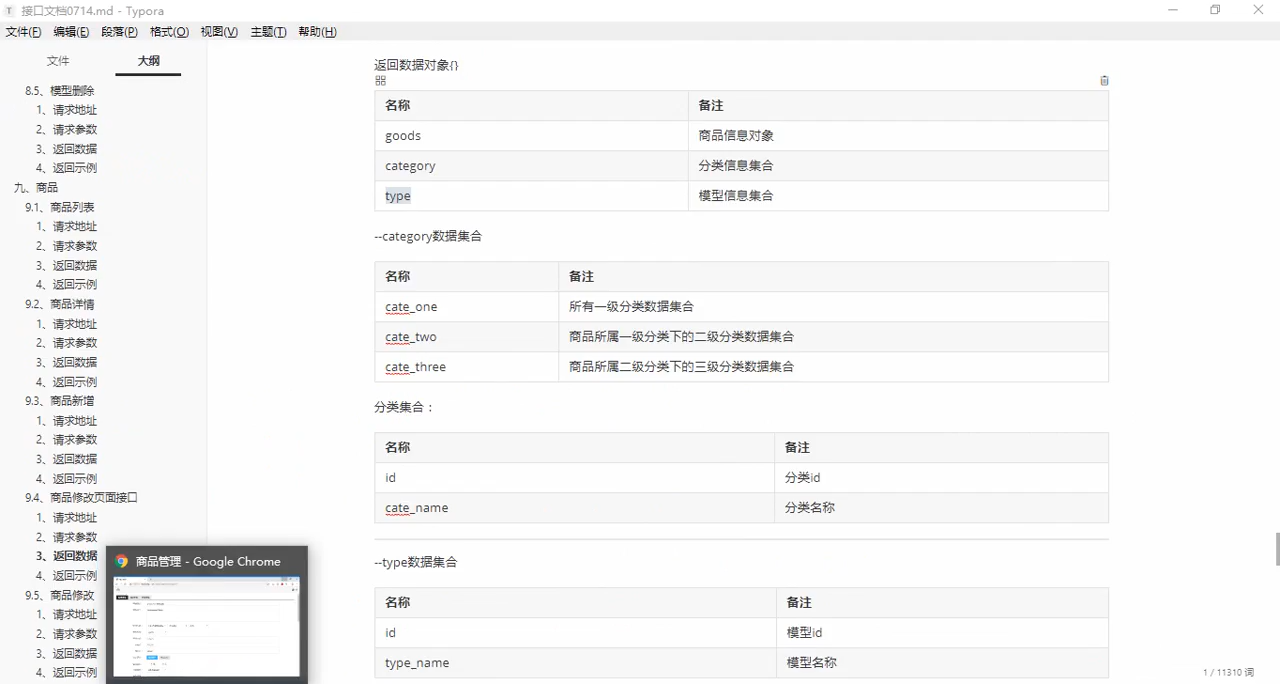 接口文档0714.md - Typora
文件(F) 编辑(E) 段落(P) 格式(O) 视图(V) 主题(T) 帮助(H)
文件 大纲
8.5、模型删除
1、请求地址
2、请求参数
3、返回数据
4、返回示例
九、商品
9.1、商品列表
1、请求地址
2、请求参数
3、返回数据
4、返回示例
9.2、商品详情
1、请求地址
2、请求参数
3、返回数据
4、返回示例
9.3、商品新增
1、请求地址
2、请求参数
3、返回数据
4、返回示例
9.4、商品修改页面接口
1、请求地址
2、请求参数
3、返回数据
4、返回示例
9.5、商品修改
1、请求地址
2、请求参数
3、返回数据
4、返回示例
商品管理 - Google Chrome
返回数据对象{}
名称 备注
goods 商品信息对象
category 分类信息集合
type 模型信息集合
--category数据集合
名称 备注
cate_one 所有一级分类数据集合
cate_two 商品所属一级分类下的二级分类数据集合
cate_three 商品所属二级分类下的三级分类数据集合
分类集合：
名称 备注
id 分类id
cate_name 分类名称
--type数据集合
名称 备注
id 模型id
type_name 模型名称
1 / 11310 词